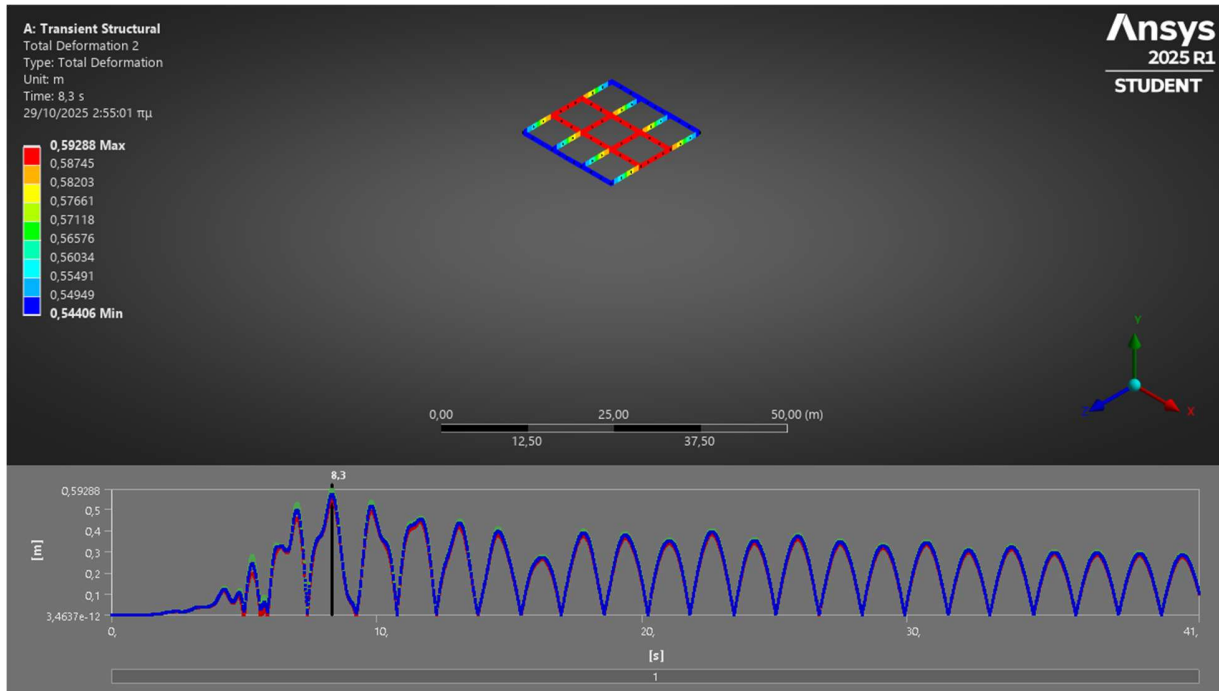 A: Transient Structural
Total Deformation 2
Type: Total Deformation
Unit: m
Time: 8,3 s
29/10/2025 2:55:01 πμ
0,59288 Max
0,58745
0,58203
0,57661
0,57118
0,56576
0,56034
0,55491
0,54949
0,54406 Min
Ansys
2025 R1
STUDENT
Y
Z
X
0,00 25,00 50,00 (m)
12,50 37,50
8,3
0,59288
0,5
0,4
0,3
0,2
0,1
3,4637e-12
[m]
0, 10, 20, 30, 41,
[s]
1